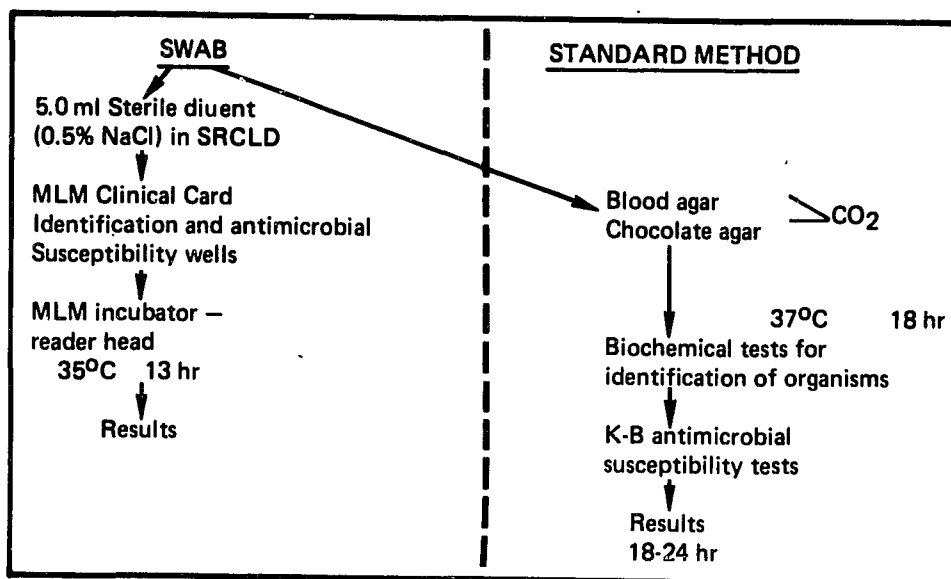 SWAB
5.0 ml Sterile diuent
(0.5% NaCl) in SRCLD
MLM Clinical Card
Identification and antimicrobial
Susceptibility wells
MLM incubator –
reader head
35°C 13 hr
Results
STANDARD METHOD
Blood agar
Chocolate agar
CO2
37°C 18 hr
Biochemical tests for
identification of organisms
K-B antimicrobial
susceptibility tests
Results
18-24 hr